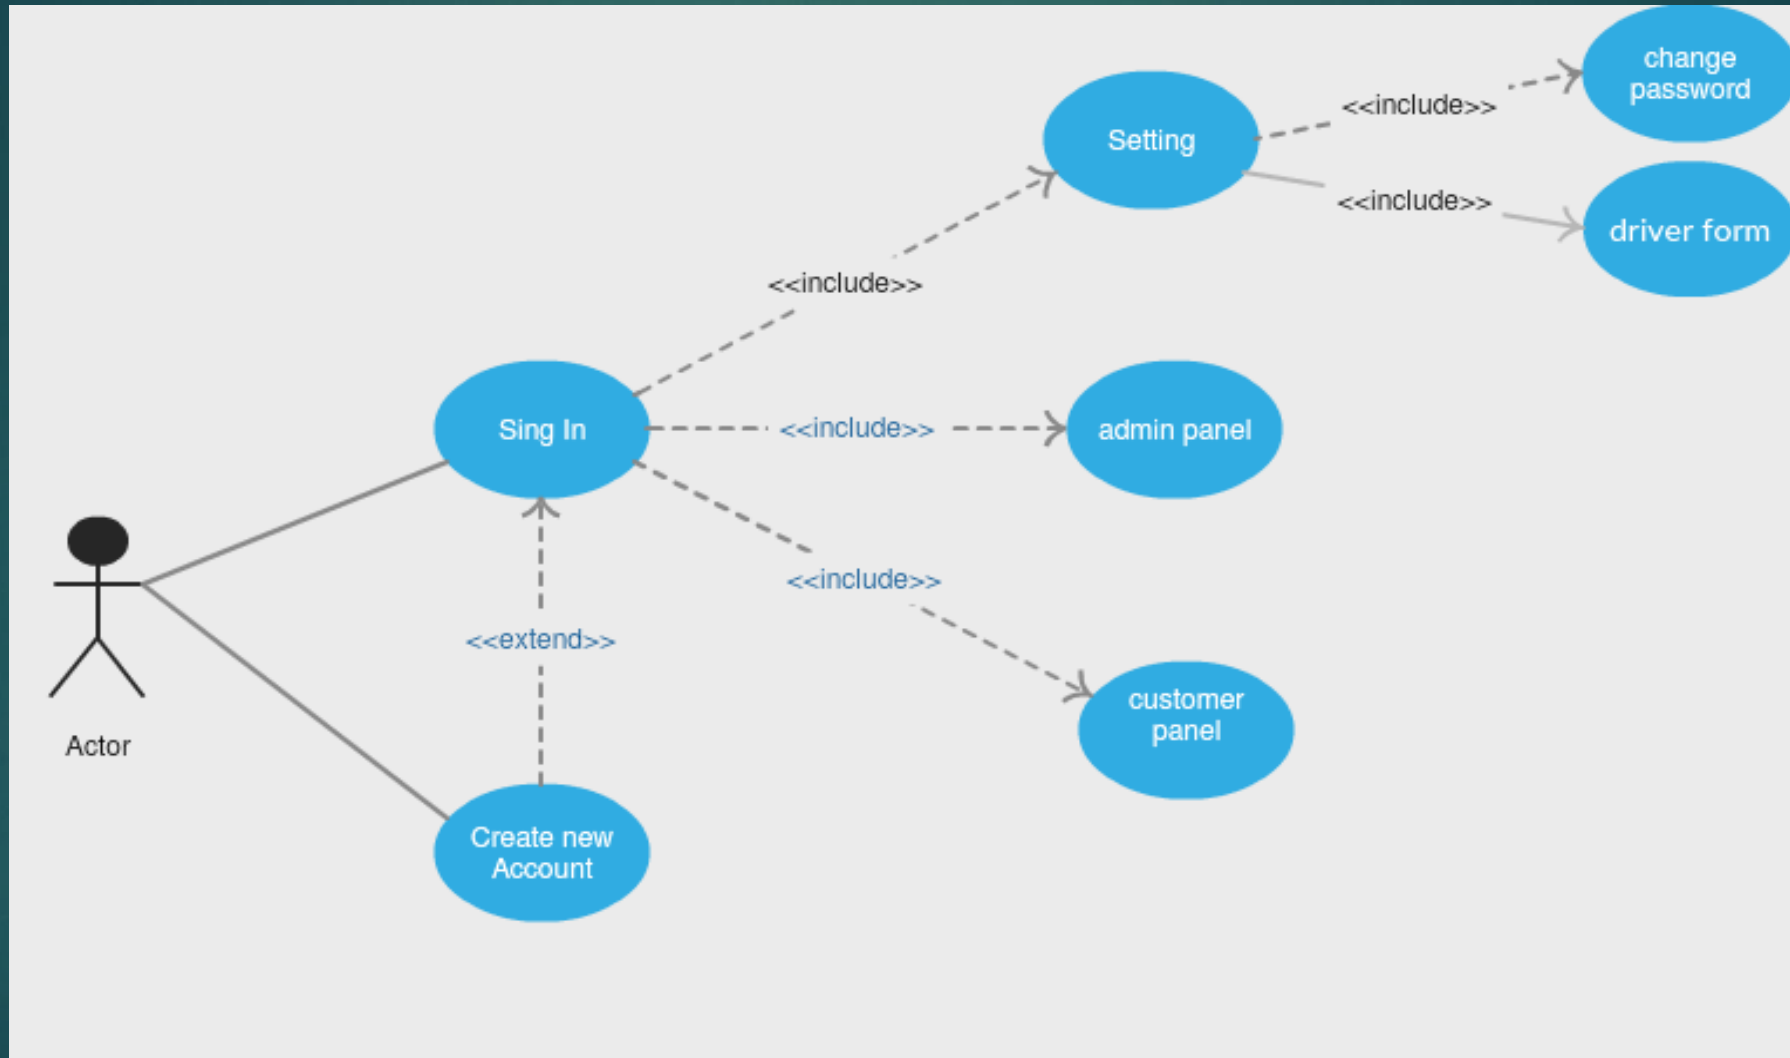 change
password
<<include>>
Setting
<<include>>
driver form
<<include>>
Sing In
<<include>>
admin panel
<<include>>
<<extend>>
customer
panel
Actor
Create new
Account